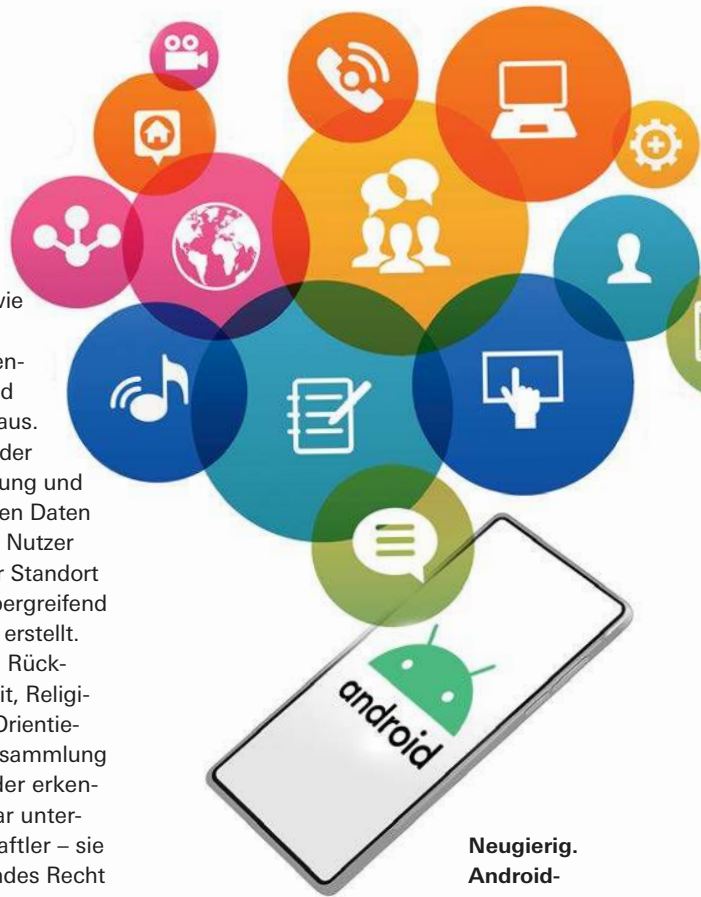 vie
en-
d
aus.
der
ung und
en Daten
Nutzer
r Standort
bergreifend
erstellt.
Rück-
it, Religi-
Orientie-
sammlung
der erken-
ar unter-
aftler – sie
ndes Recht
android
Neugierig.
Android-